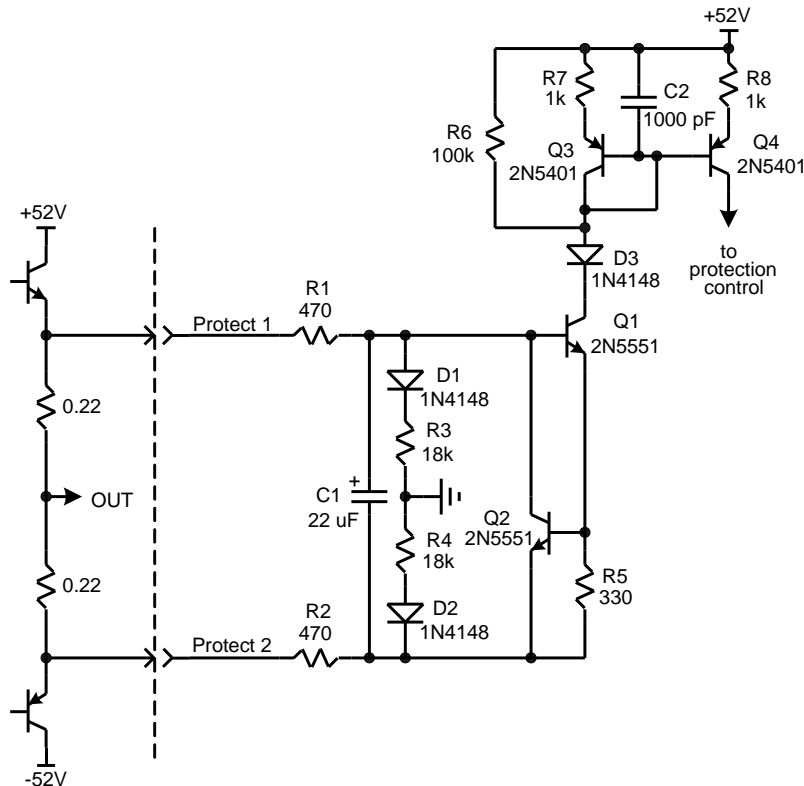 +52V
R7
1k
C2
1000 pF
R8
1k
R6
100k
Q3
2N5401
Q4
2N5401
+52V
to
protection
control
D3
1N4148
Protect 1
R1
470
Q1
2N5551
D1
1N4148
0.22
R3
18k
OUT
C1
+
22 uF
Q2
2N5551
R4
18k
0.22
R5
330
D2
1N4148
Protect 2
R2
470
-52V